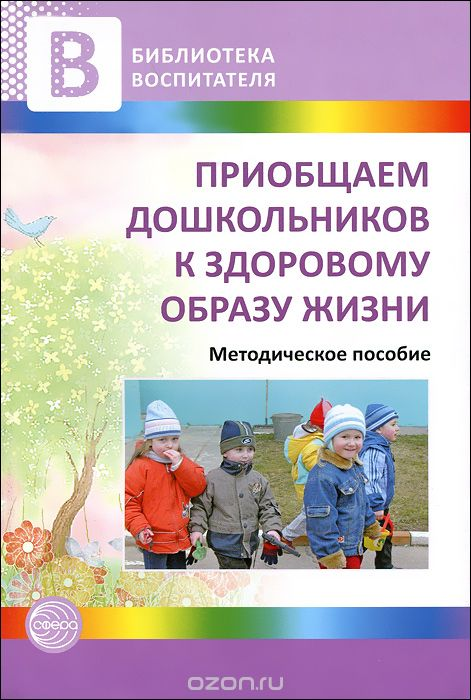 В
БИБЛИОТЕКА
ВОСПИТАТЕЛЯ
ПРИОБЩАЕМ
ДОШКОЛЬНИКОВ
К ЗДОРОВОМУ
ОБРАЗУ ЖИЗНИ
Методическое пособие
сфера
ozon.ru